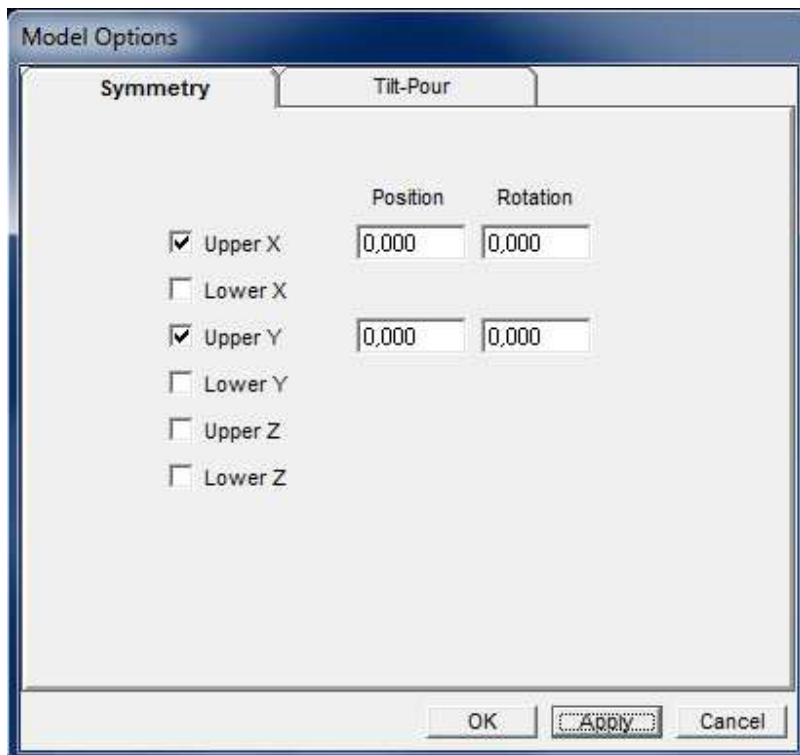 Model Options
Symmetry Tilt-Pour
Position Rotation
Upper X 0,000 0,000
Lower X
Upper Y 0,000 0,000
Lower Y
Upper Z
Lower Z
OK Apply Cancel